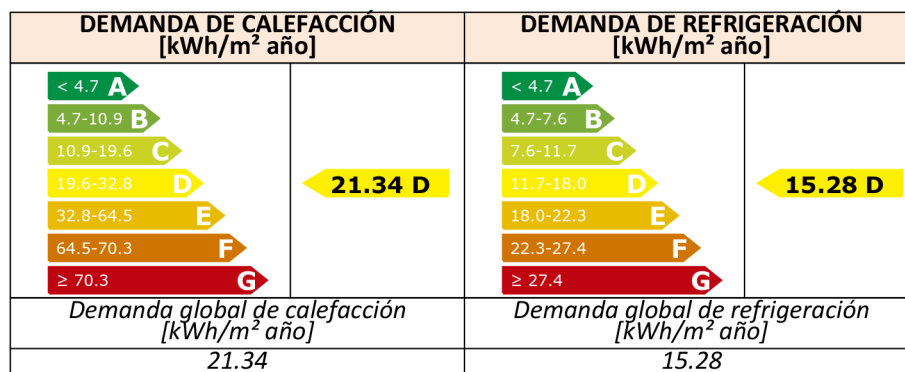 DEMANDA DE CALEFACCIÓN
[kWh/m² año]
< 4.7 A
4.7-10.9 B
10.9-19.6 C
19.6-32.8 D
32.8-64.5 E
64.5-70.3 F
≥ 70.3 G
21.34 D
Demanda global de calefacción
[kWh/m² año]
21.34
DEMANDA DE REFRIGERACIÓN
[kWh/m² año]
< 4.7 A
4.7-7.6 B
7.6-11.7 C
11.7-18.0 D
18.0-22.3 E
22.3-27.4 F
≥ 27.4 G
15.28 D
Demanda global de refrigeración
[kWh/m² año]
15.28